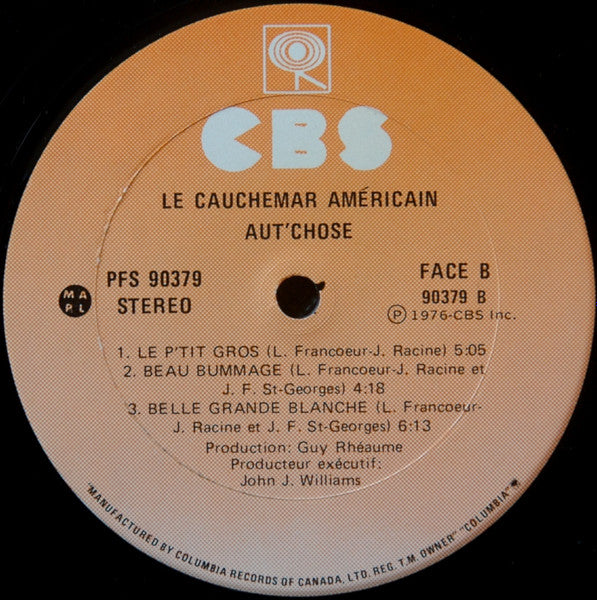 CBS
LE CAUCHEMAR AMÉRICAIN
AUT'CHOSE
PFS 90379
STEREO
MAPL
FACE B
90379 B
Ⓟ 1976-CBS Inc.
1. LE P'TIT GROS (L. Francoeur-J. Racine) 5:05
2. BEAU BUMMAGE (L. Francoeur-J. Racine et
J. F. St-Georges) 4:18
3. BELLE GRANDE BLANCHE (L. Francoeur-
J. Racine et J. F. St-Georges) 6:13
Production: Guy Rhéaume
Producteur exécutif:
John J. Williams
"MANUFACTURED BY COLUMBIA RECORDS OF CANADA, LTD. REG. T.M. OWNER" "COLUMBIA"